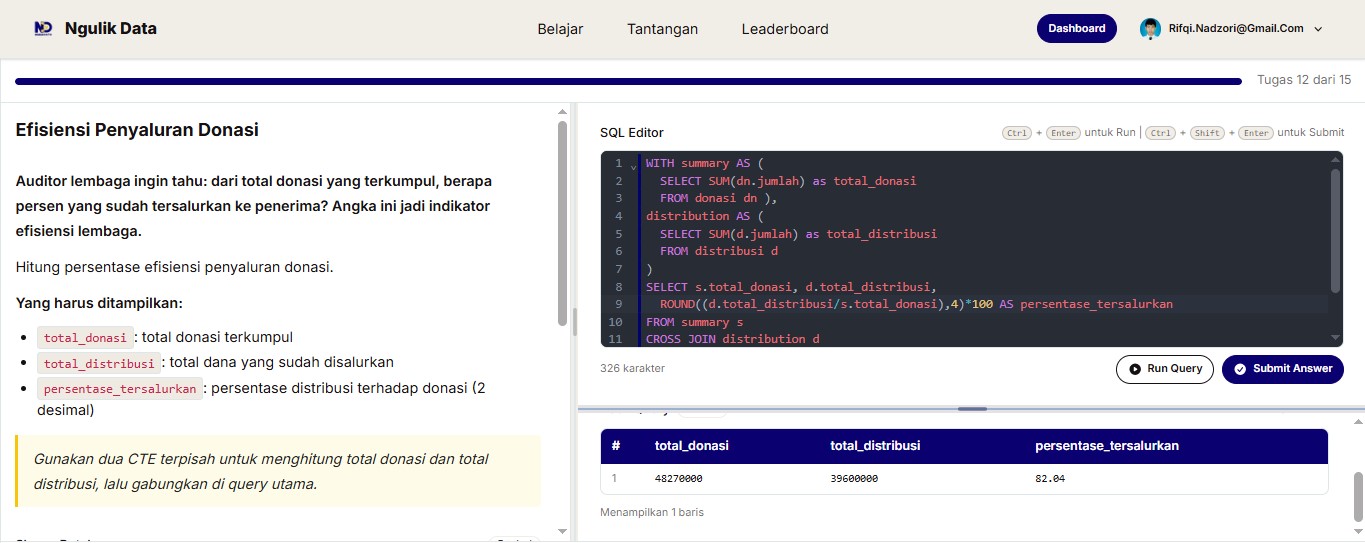 Ngulik Data
Belajar
Tantangan
Leaderboard
Dashboard
Rifqi.Nadzori@Gmail.Com
Tugas 12 dari 15
Efisiensi Penyaluran Donasi
Auditor lembaga ingin tahu: dari total donasi yang terkumpul, berapa
persen yang sudah tersalurkan ke penerima? Angka ini jadi indikator
efisiensi lembaga.
Hitung persentase efisiensi penyaluran donasi.
Yang harus ditampilkan:
total_donasi : total donasi terkumpul
total_distribusi : total dana yang sudah disalurkan
persentase_tersalurkan : persentase distribusi terhadap donasi (2
desimal)
Gunakan dua CTE terpisah untuk menghitung total donasi dan total
distribusi, lalu gabungkan di query utama.
SQL Editor
Ctrl + Enter untuk Run | Ctrl + Shift + Enter untuk Submit
1 WITH summary AS (
2 SELECT SUM(dn.jumlah) as total_donasi
3 FROM donasi dn ),
4 distribution AS (
5 SELECT SUM(d.jumlah) as total_distribusi
6 FROM distribusi d
7 )
8 SELECT s.total_donasi, d.total_distribusi,
9 ROUND((d.total_distribusi/s.total_donasi),4)*100 AS persentase_tersalurkan
10 FROM summary s
11 CROSS JOIN distribution d
326 karakter
Run Query
Submit Answer
# total_donasi total_distribusi persentase_tersalurkan
1 48270000 39600000 82.04
Menampilkan 1 baris